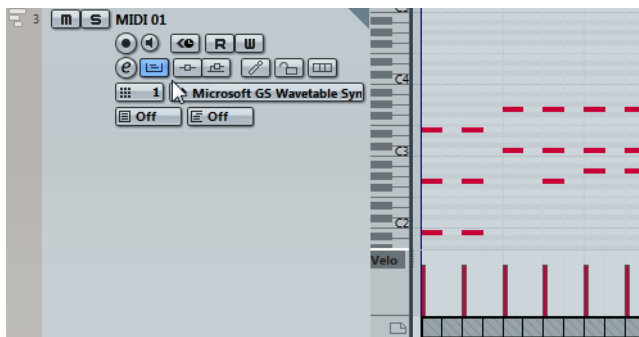 3 M S MIDI 01
R W
e
1 Microsoft GS Wavetable Syn
Off Off
C4
C3
C2
Velo